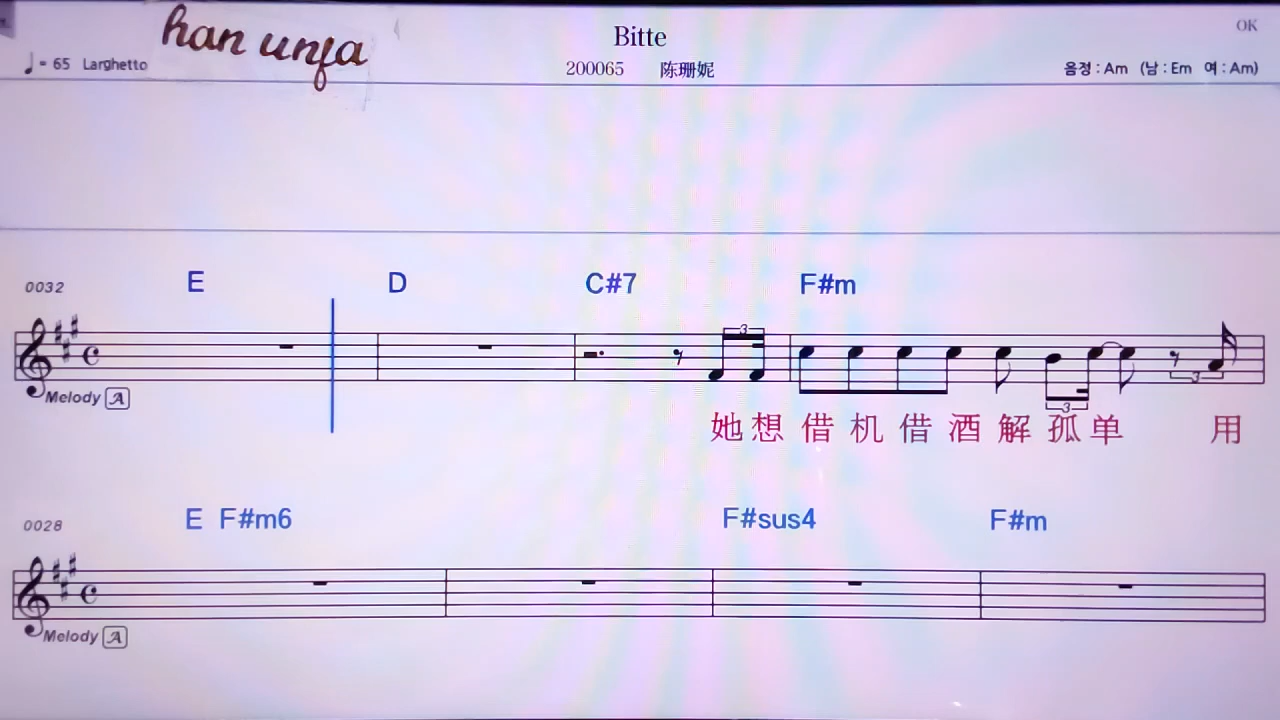 han unfa
Bitte
OK
♩= 65 Larghetto
200065 陈珊妮
음정 : Am (남 : Em 여 : Am)
0032
E D C#7 F#m
3
Melody A
3 3
她想借机借酒解孤单 用
0028
E F#m6 F#sus4 F#m
Melody A